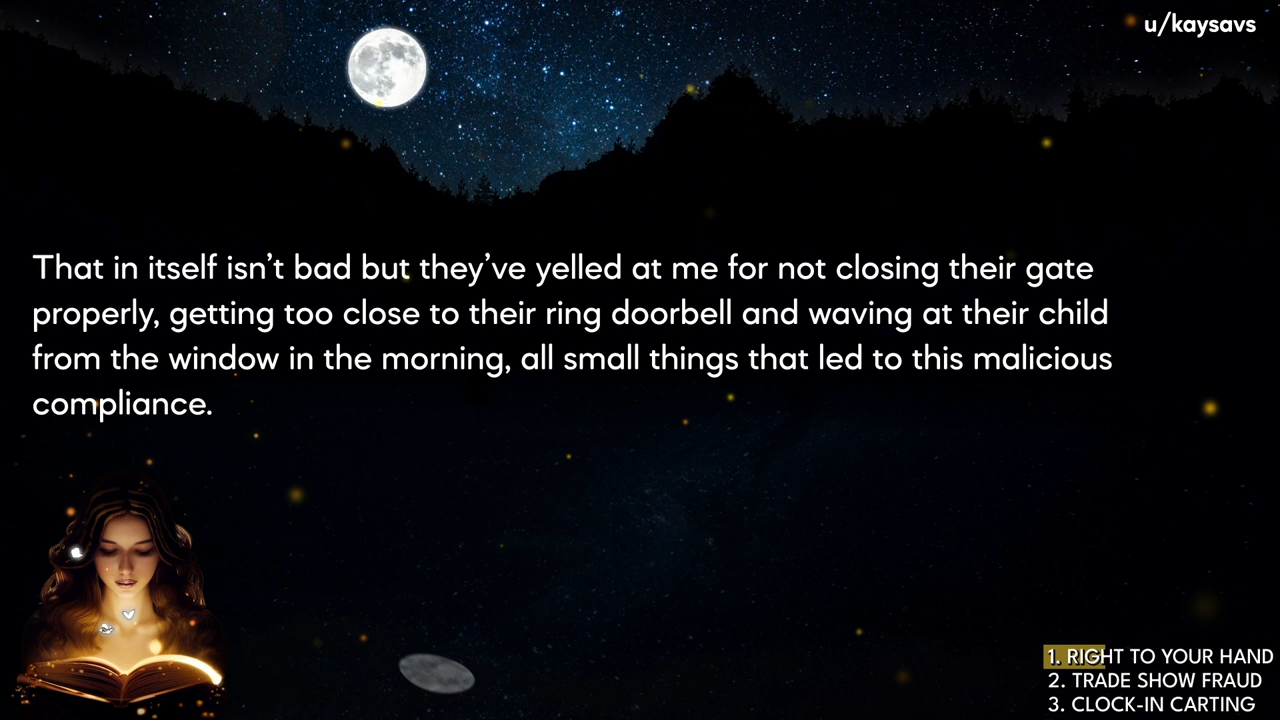 u/kaysavs
That in itself isn’t bad but they’ve yelled at me for not closing their gate
properly, getting too close to their ring doorbell and waving at their child
from the window in the morning, all small things that led to this malicious
compliance.
1. RIGHT TO YOUR HAND
2. TRADE SHOW FRAUD
3. CLOCK-IN CARTING